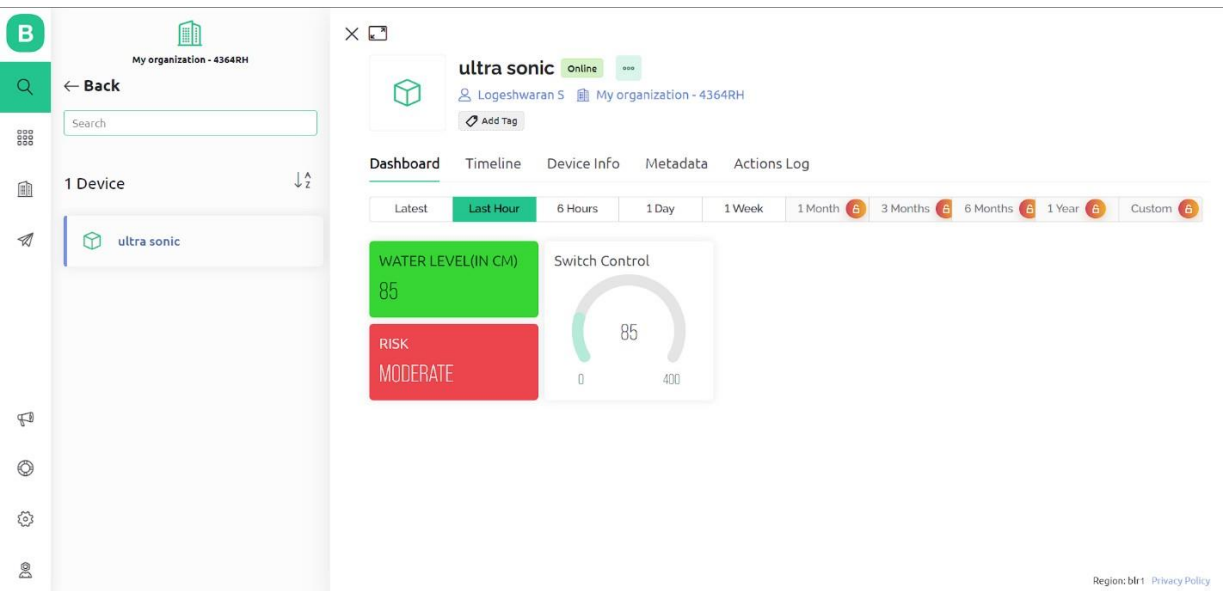 B
My organization - 4364RH
← Back
Search
1 Device
A
Z
ultra sonic
ultra sonic Online
Logeshwaran S My organization - 4364RH
Add Tag
Dashboard Timeline Device Info Metadata Actions Log
Latest Last Hour 6 Hours 1 Day 1 Week 1 Month 3 Months 6 Months 1 Year Custom
WATER LEVEL(IN CM)
85
RISK
MODERATE
Switch Control
85
0 400
Region: blr1 Privacy Policy